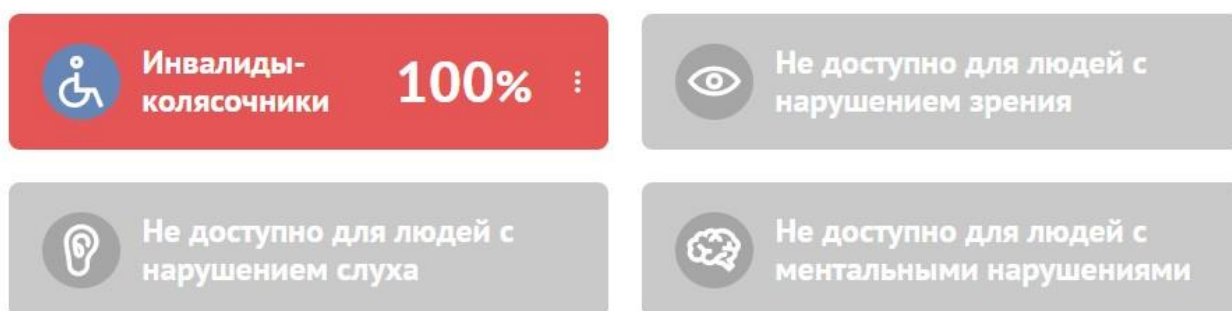 Инвалиды-
колясочники
100%
Не доступно для людей с
нарушением зрения
Не доступно для людей с
нарушением слуха
Не доступно для людей с
ментальными нарушениями